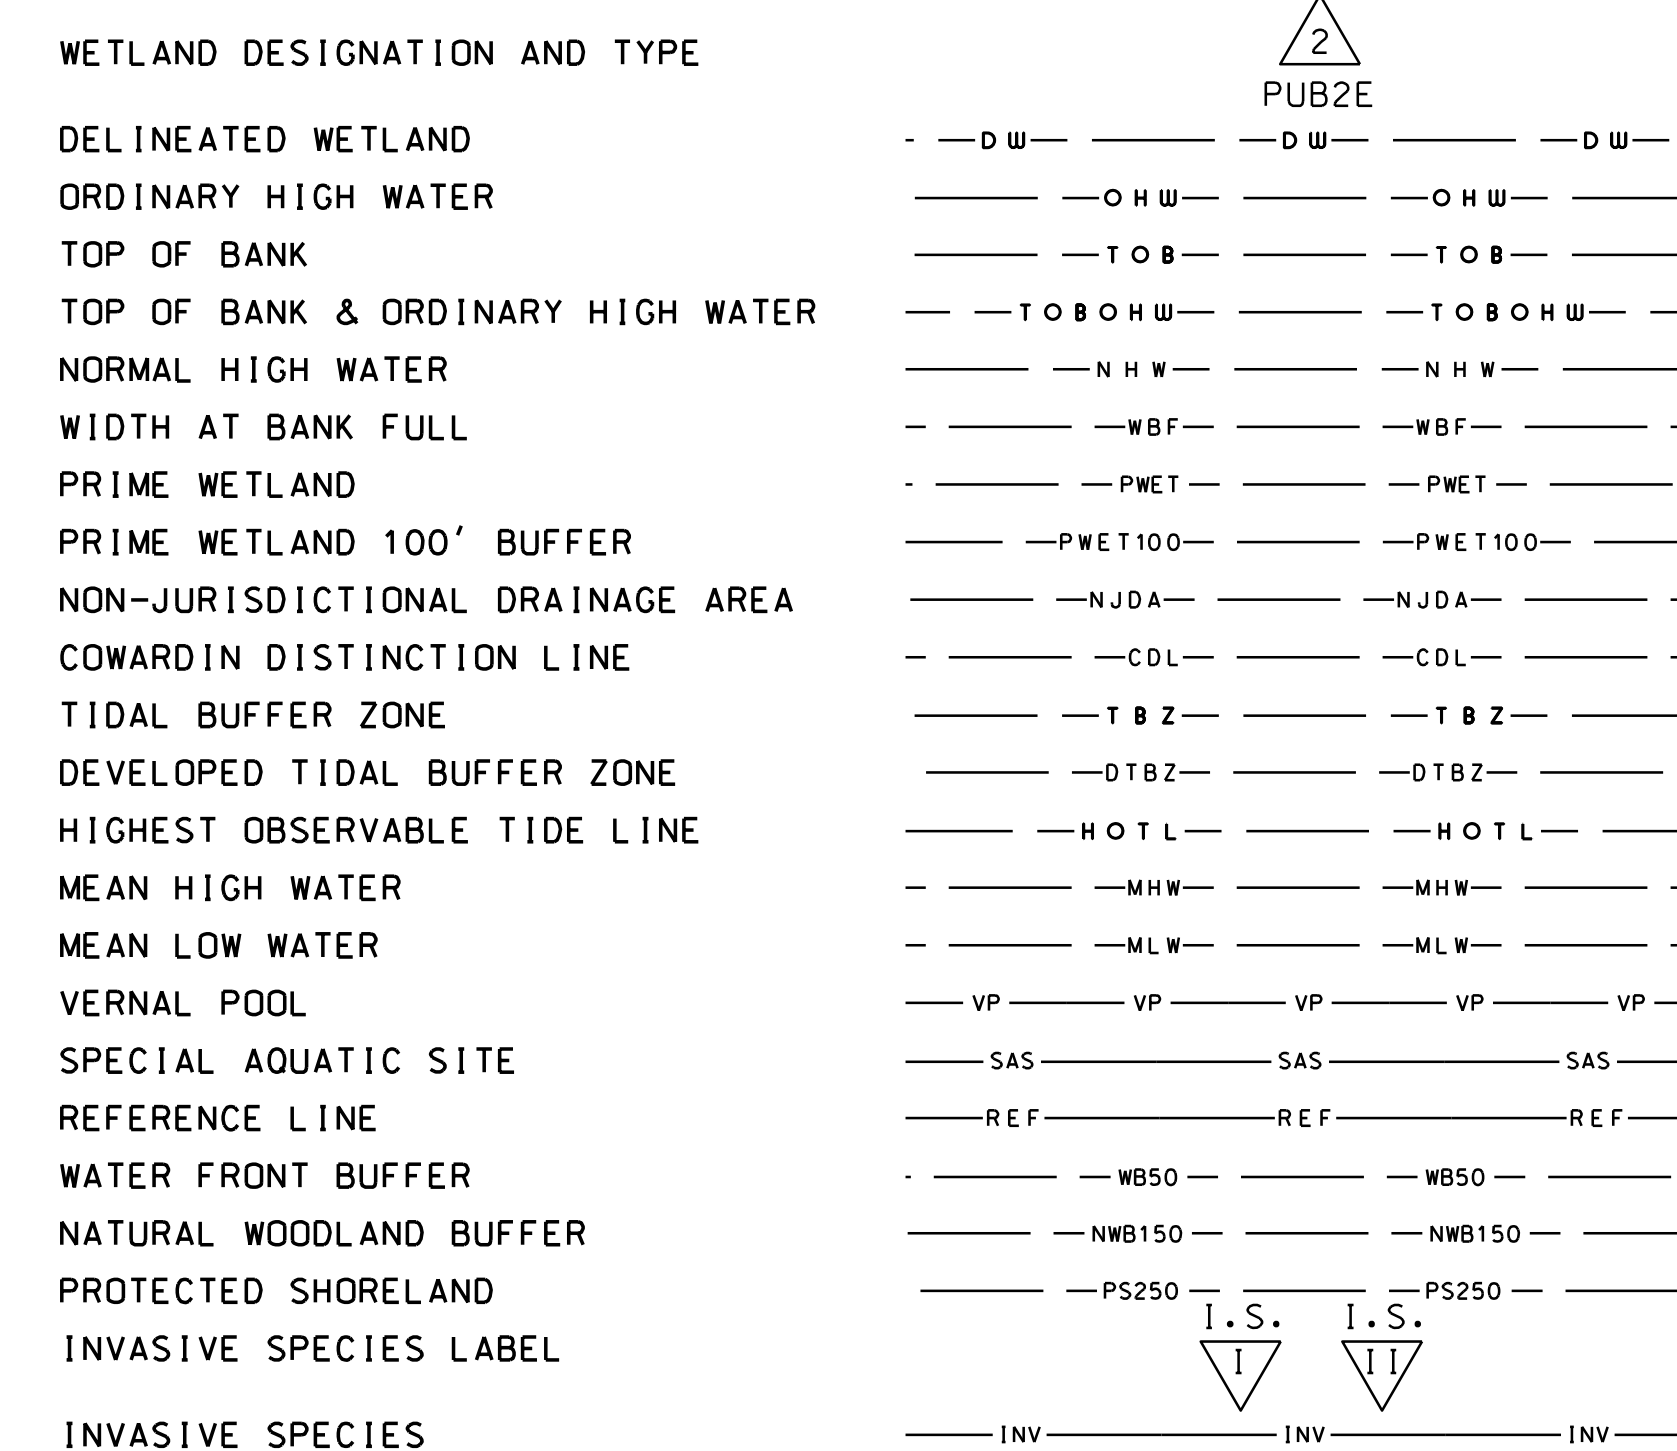 WETLAND DESIGNATION AND TYPE 2
PUB2E
DELINEATED WETLAND DW DW DW
ORDINARY HIGH WATER OHW OHW
TOP OF BANK TOB TOB
TOP OF BANK & ORDINARY HIGH WATER TOBOHW TOBOHW
NORMAL HIGH WATER NHW NHW
WIDTH AT BANK FULL WBF WBF
PRIME WETLAND PWET PWET
PRIME WETLAND 100' BUFFER PWET100 PWET100
NON-JURISDICTIONAL DRAINAGE AREA NJDA NJDA
COWARDIN DISTINCTION LINE CDL CDL
TIDAL BUFFER ZONE TBZ TBZ
DEVELOPED TIDAL BUFFER ZONE DTBZ DTBZ
HIGHEST OBSERVABLE TIDE LINE HOTL HOTL
MEAN HIGH WATER MHW MHW
MEAN LOW WATER MLW MLW
VERNAL POOL VP VP VP VP VP
SPECIAL AQUATIC SITE SAS SAS SAS
REFERENCE LINE REF REF REF
WATER FRONT BUFFER WB50 WB50
NATURAL WOODLAND BUFFER NWB150 NWB150
PROTECTED SHORELAND PS250 PS250
I.S. I.S.
INVASIVE SPECIES LABEL I II
INVASIVE SPECIES INV INV INV